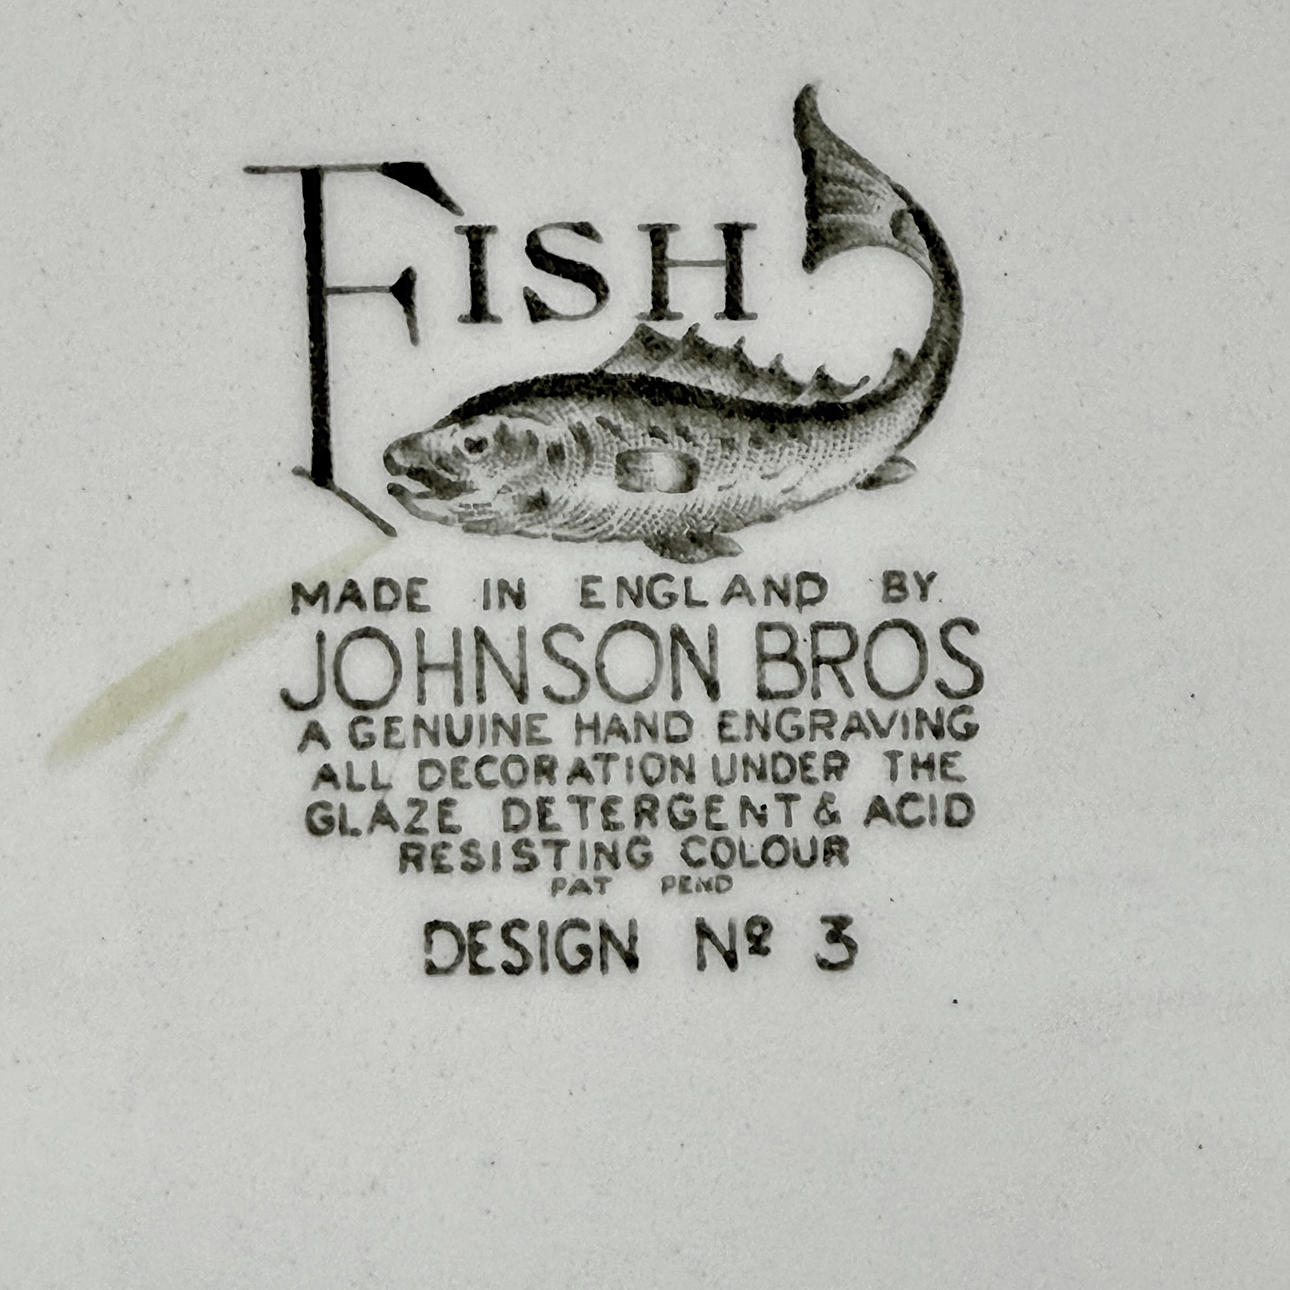 FISH
MADE IN ENGLAND BY
JOHNSON BROS
A GENUINE HAND ENGRAVING
ALL DECORATION UNDER THE
GLAZE DETERGENT & ACID
RESISTING COLOUR
PAT PEND
DESIGN Nº 3